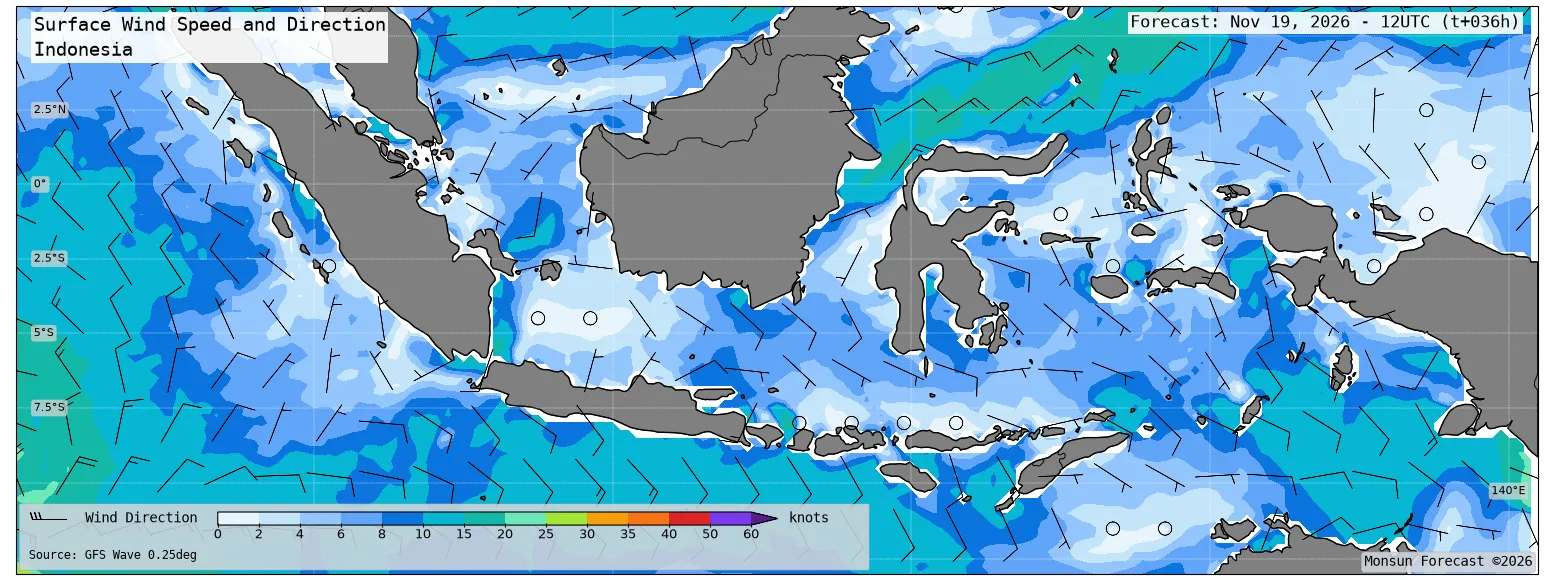 Surface Wind Speed and Direction
Indonesia
Forecast: Nov 19, 2026 - 12UTC (t+036h)
2.5°N
0°
2.5°S
5°S
7.5°S
140°E
Wind Direction
0 2 4 6 8 10 15 20 25 30 35 40 50 60
knots
Source: GFS Wave 0.25deg
Monsun Forecast ©2026